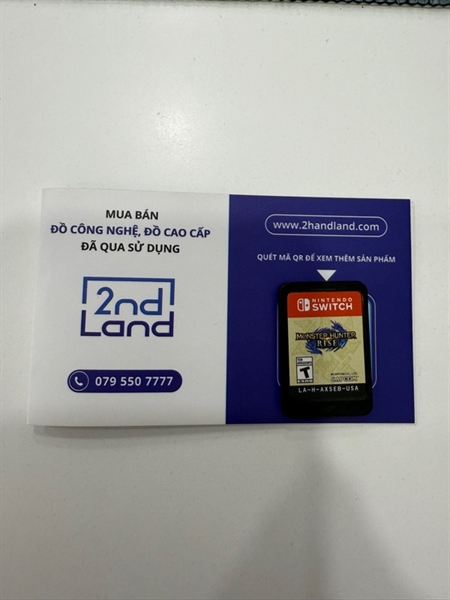 MUA BÁN
ĐỒ CÔNG NGHỆ, ĐỒ CAO CẤP
ĐÃ QUA SỬ DỤNG
2nd
Land
079 550 7777
www.2handland.com
QUÉT MÃ QR ĐỂ XEM THÊM SẢN PHẨM
NINTENDO
SWITCH
MONSTER HUNTER
RISE
T
CAPCOM
LA-H-AXSEB-USA